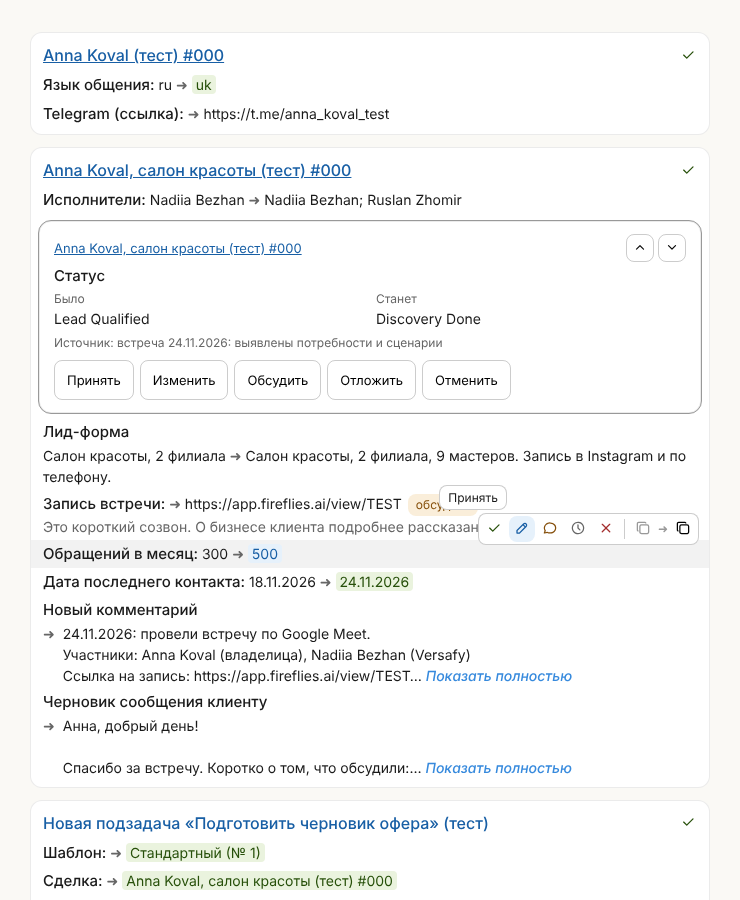 Anna Koval (тест) #000
Язык общения: ru → uk
Telegram (ссылка): → https://t.me/anna_koval_test
Anna Koval, салон красоты (тест) #000
Исполнители: Nadiia Bezhan → Nadiia Bezhan; Ruslan Zhomir
Anna Koval, салон красоты (тест) #000
Статус
Было Станет
Lead Qualified Discovery Done
Источник: встреча 24.11.2026: выявлены потребности и сценарии
Принять Изменить Обсудить Отложить Отменить
Лид-форма
Салон красоты, 2 филиала → Салон красоты, 2 филиала, 9 мастеров. Запись в Instagram и по
телефону.
Принять
Запись встречи: → https://app.fireflies.ai/view/TEST
Это короткий созвон. О бизнесе клиента подробнее рассказан
Обращений в месяц: 300 → 500
Дата последнего контакта: 18.11.2026 → 24.11.2026
Новый комментарий
→ 24.11.2026: провели встречу по Google Meet.
Участники: Anna Koval (владелица), Nadiia Bezhan (Versafy)
Ссылка на запись: https://app.fireflies.ai/view/TEST... Показать полностью
Черновик сообщения клиенту
→ Анна, добрый день!
Спасибо за встречу. Коротко о том, что обсудили:... Показать полностью
Новая подзадача «Подготовить черновик офера» (тест)
Шаблон: → Стандартный (№ 1)
Сделка: → Anna Koval, салон красоты (тест) #000